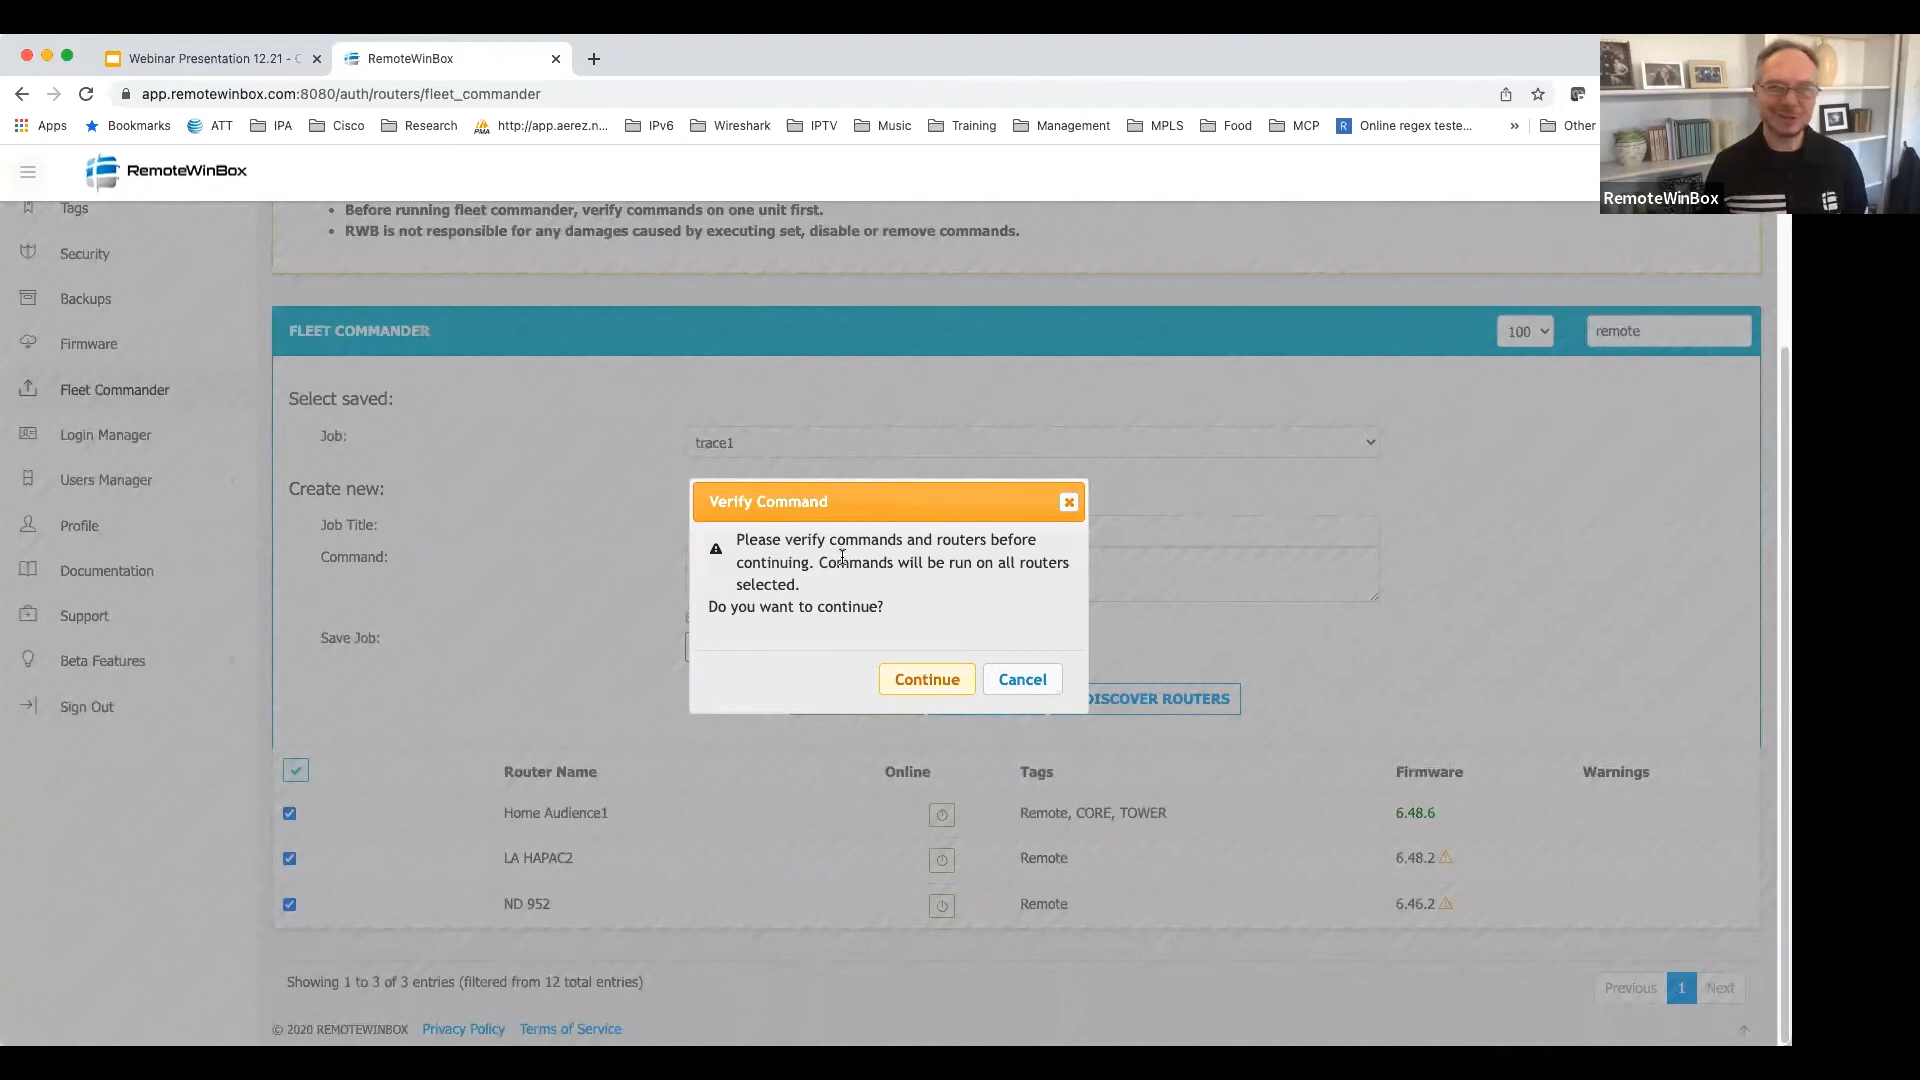 Webinar Presentation 12.21 - C
RemoteWinBox
app.remotewinbox.com:8080/auth/routers/fleet_commander
Apps
Bookmarks
ATT
IPA
Cisco
Research
PMA
http://app.aerez.n...
IPv6
Wireshark
IPTV
Music
Training
Management
MPLS
Food
MCP
R
Online regex teste...
»
Other
RemoteWinBox
RemoteWinBox
Tags
Security
Backups
Firmware
Fleet Commander
Login Manager
Users Manager
Profile
Documentation
Support
Beta Features
Sign Out
• Before running fleet commander, verify commands on one unit first.
• RWB is not responsible for any damages caused by executing set, disable or remove commands.
FLEET COMMANDER
100
remote
Select saved:
Job:
trace1
Create new:
Job Title:
Command:
Save Job:
Verify Command
Please verify commands and routers before
continuing. Commands will be run on all routers
selected.
Do you want to continue?
Continue
Cancel
DISCOVER ROUTERS
Router Name Online Tags Firmware Warnings
Home Audience1 Remote, CORE, TOWER 6.48.6
LA HAPAC2 Remote 6.48.2
ND 952 Remote 6.46.2
Showing 1 to 3 of 3 entries (filtered from 12 total entries)
Previous 1 Next
© 2020 REMOTEWINBOX Privacy Policy Terms of Service